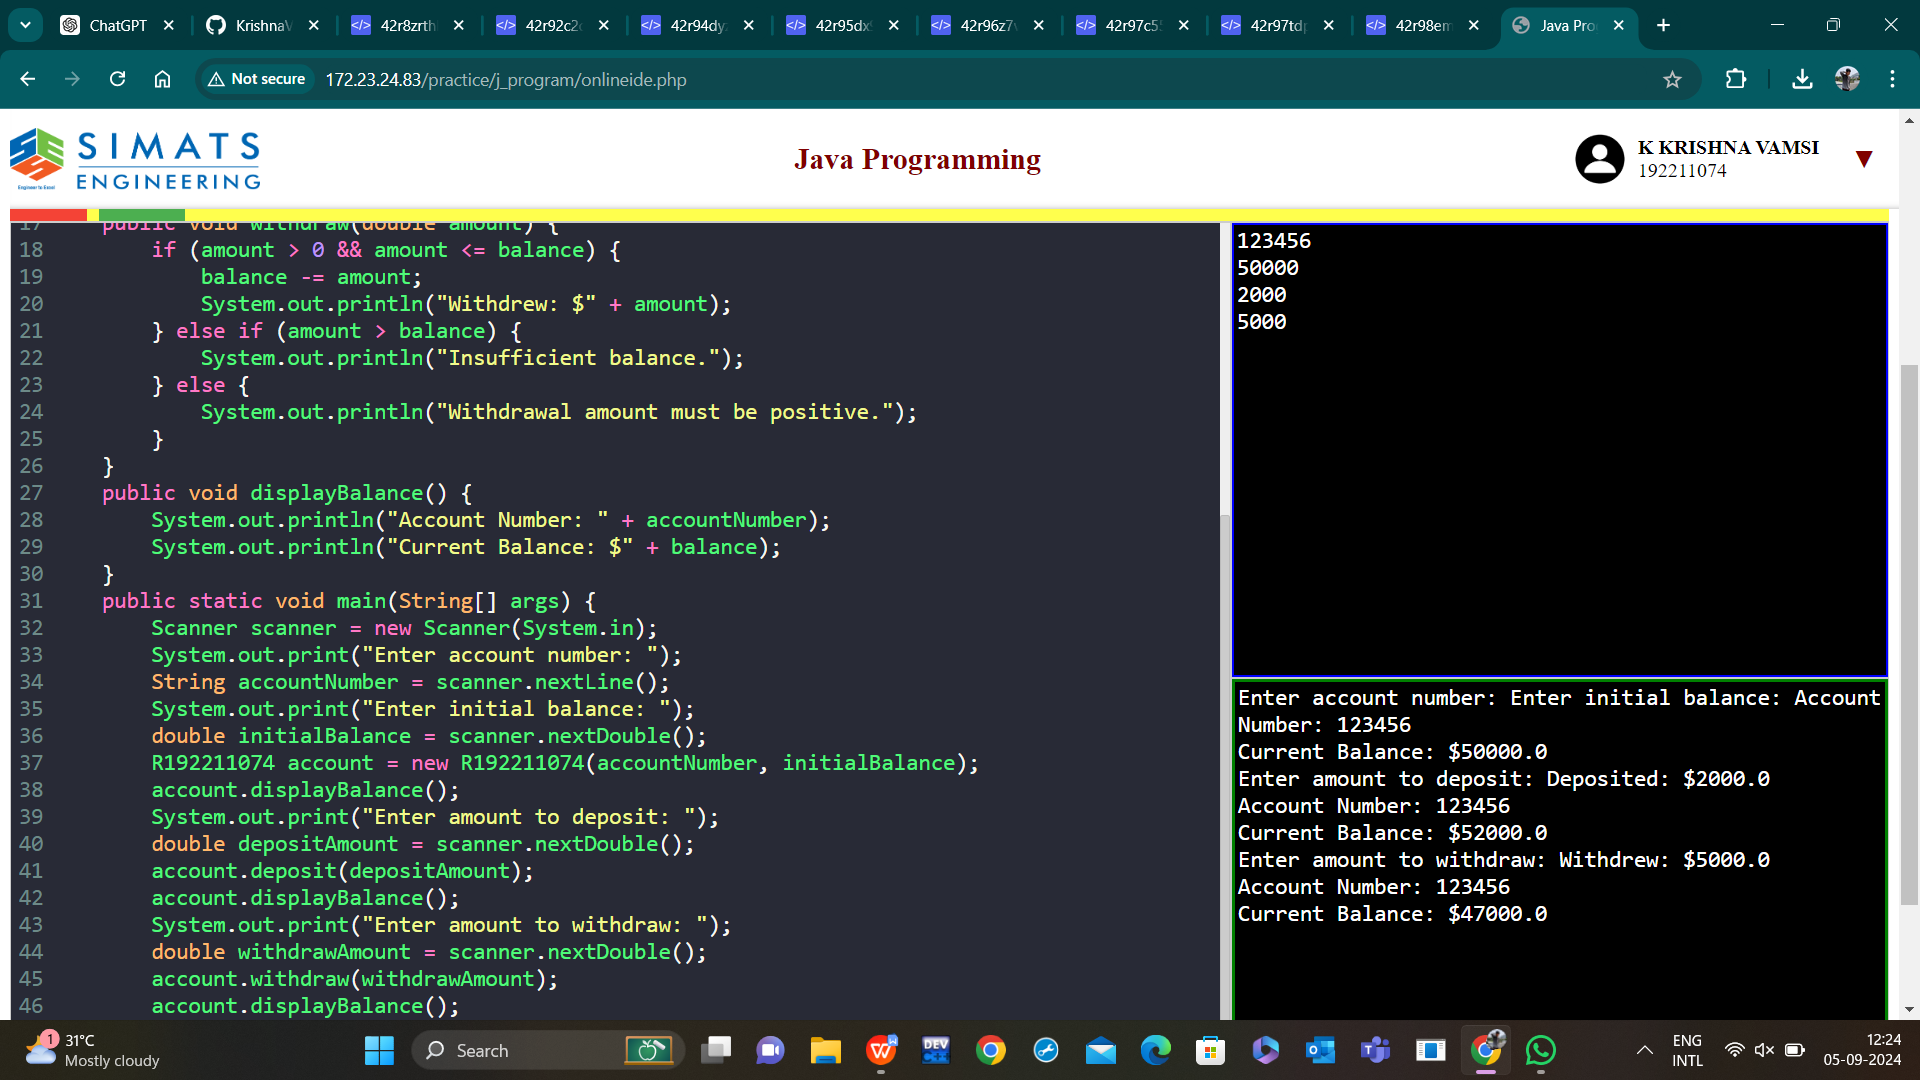 ChatGPT
KrishnaV
42r8zrth
42r92c2c
42r94dy
42r95dx
42r96z7
42r97c5
42r97tdp
42r98em
Java Pro
Not secure
172.23.24.83/practice/j_program/onlineide.php
SIMATS
ENGINEERING
Engineer to Excel
Java Programming
K KRISHNA VAMSI
192211074
17 public void withdraw(double amount) {
18 if (amount > 0 && amount <= balance) {
19 balance -= amount;
20 System.out.println("Withdrew: $" + amount);
21 } else if (amount > balance) {
22 System.out.println("Insufficient balance.");
23 } else {
24 System.out.println("Withdrawal amount must be positive.");
25 }
26 }
27 public void displayBalance() {
28 System.out.println("Account Number: " + accountNumber);
29 System.out.println("Current Balance: $" + balance);
30 }
31 public static void main(String[] args) {
32 Scanner scanner = new Scanner(System.in);
33 System.out.print("Enter account number: ");
34 String accountNumber = scanner.nextLine();
35 System.out.print("Enter initial balance: ");
36 double initialBalance = scanner.nextDouble();
37 R192211074 account = new R192211074(accountNumber, initialBalance);
38 account.displayBalance();
39 System.out.print("Enter amount to deposit: ");
40 double depositAmount = scanner.nextDouble();
41 account.deposit(depositAmount);
42 account.displayBalance();
43 System.out.print("Enter amount to withdraw: ");
44 double withdrawAmount = scanner.nextDouble();
45 account.withdraw(withdrawAmount);
46 account.displayBalance();
123456
50000
2000
5000
Enter account number: Enter initial balance: Account
Number: 123456
Current Balance: $50000.0
Enter amount to deposit: Deposited: $2000.0
Account Number: 123456
Current Balance: $52000.0
Enter amount to withdraw: Withdrew: $5000.0
Account Number: 123456
Current Balance: $47000.0
1
31°C
Mostly cloudy
Search
DEV
C++
ENG
INTL
12:24
05-09-2024